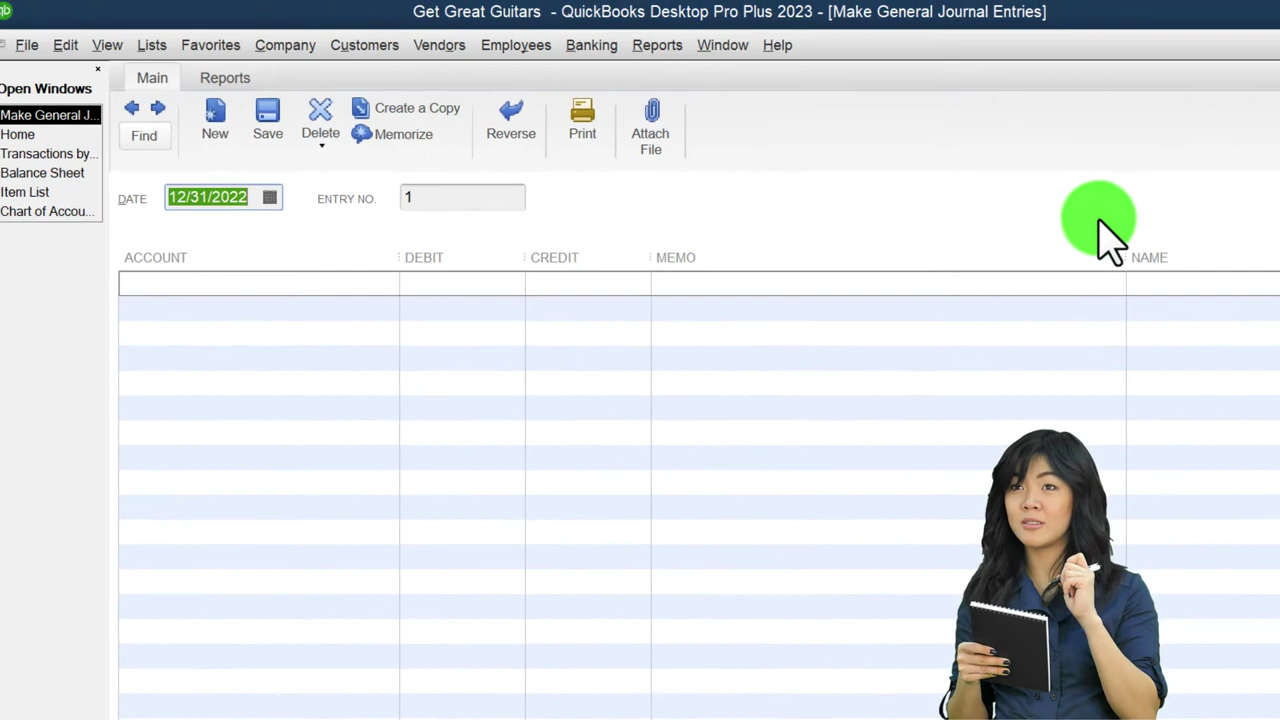 qb
Get Great Guitars - QuickBooks Desktop Pro Plus 2023 - [Make General Journal Entries]
File Edit View Lists Favorites Company Customers Vendors Employees Banking Reports Window Help
Open Windows
Make General J...
Home
Transactions by...
Balance Sheet
Item List
Chart of Accou...
Main Reports
Find
New
Save
Delete
Create a Copy
Memorize
Reverse
Print
Attach
File
DATE 12/31/2022 ENTRY NO. 1
ACCOUNT DEBIT CREDIT MEMO NAME